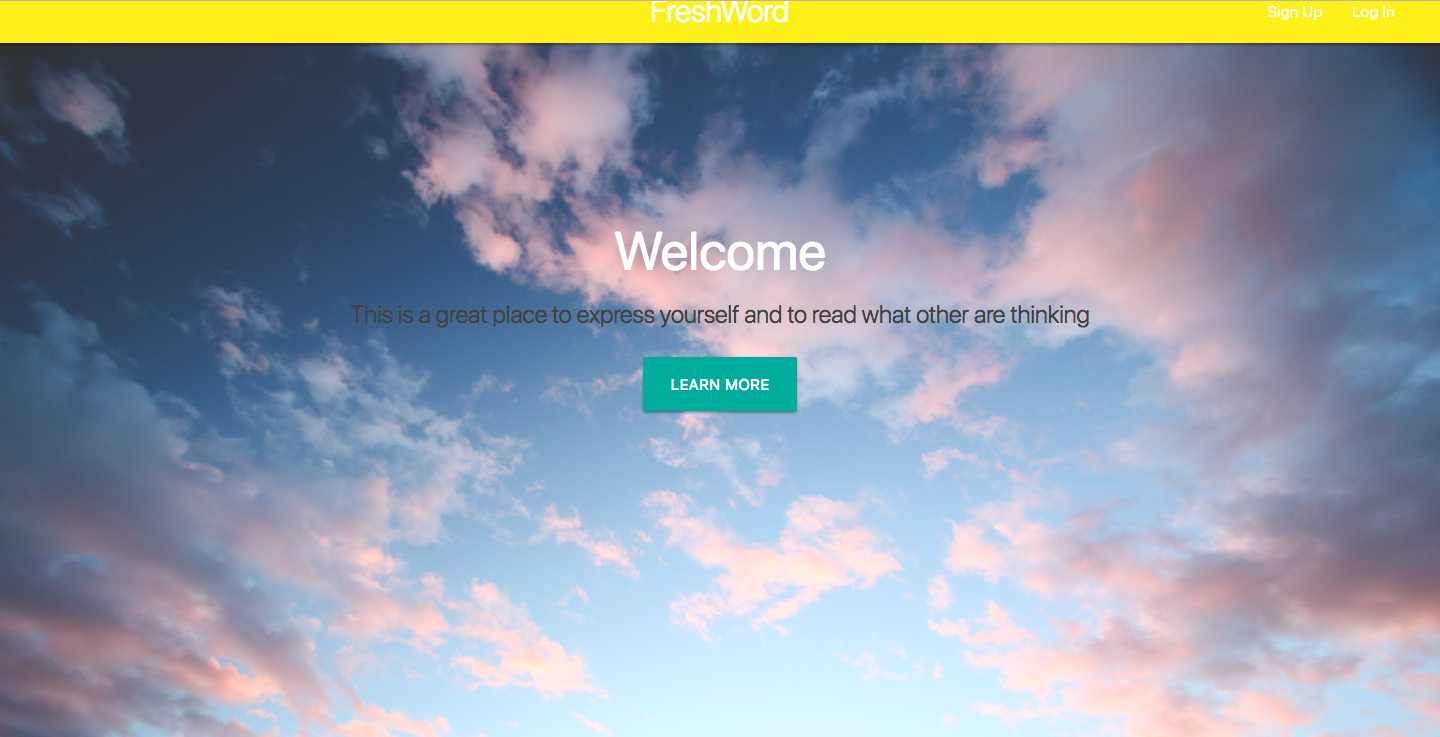 FreshWord
Sign Up Log In
Welcome
This is a great place to express yourself and to read what other are thinking
LEARN MORE